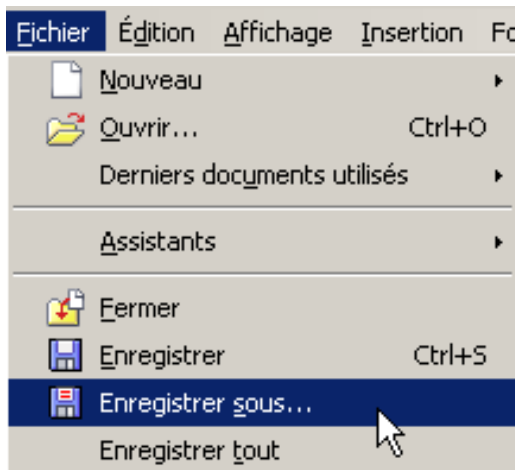 Fichier Édition Affichage Insertion Fo
Nouveau
Ouvrir... Ctrl+O
Derniers documents utilisés
Assistants
Fermer
Enregistrer Ctrl+S
Enregistrer sous...
Enregistrer tout